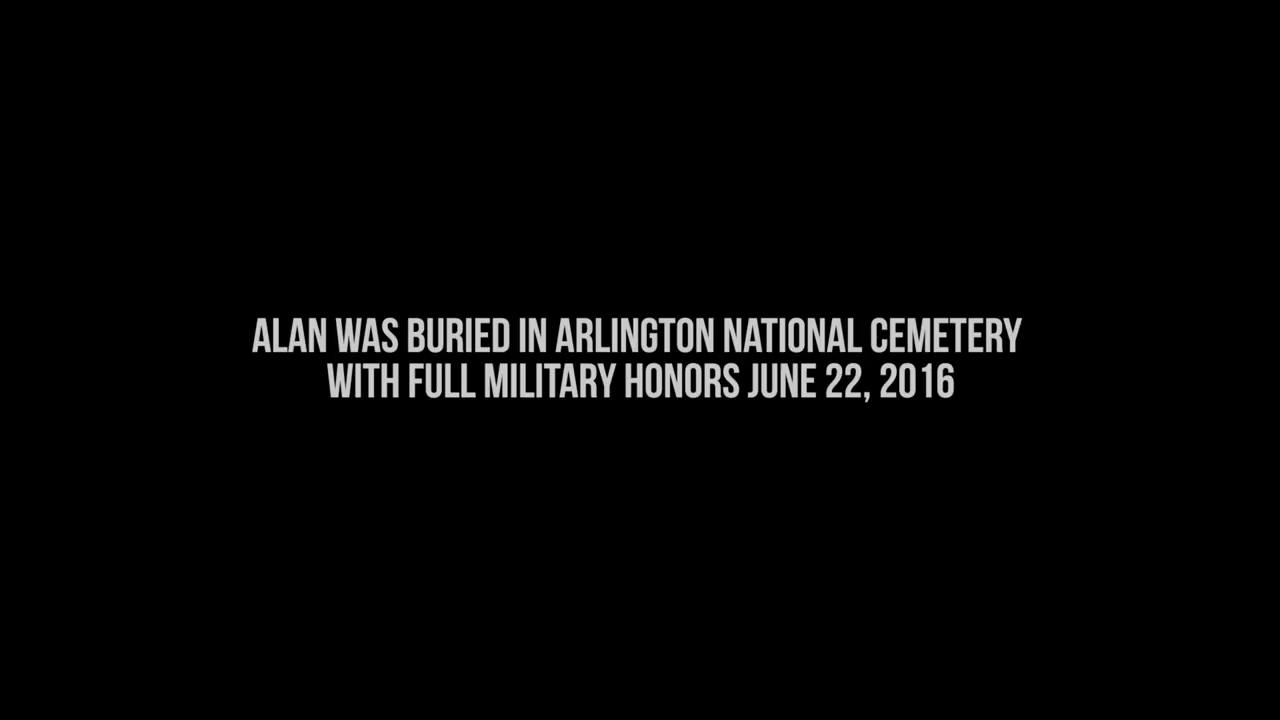 ALAN WAS BURIED IN ARLINGTON NATIONAL CEMETERY
WITH FULL MILITARY HONORS JUNE 22, 2016